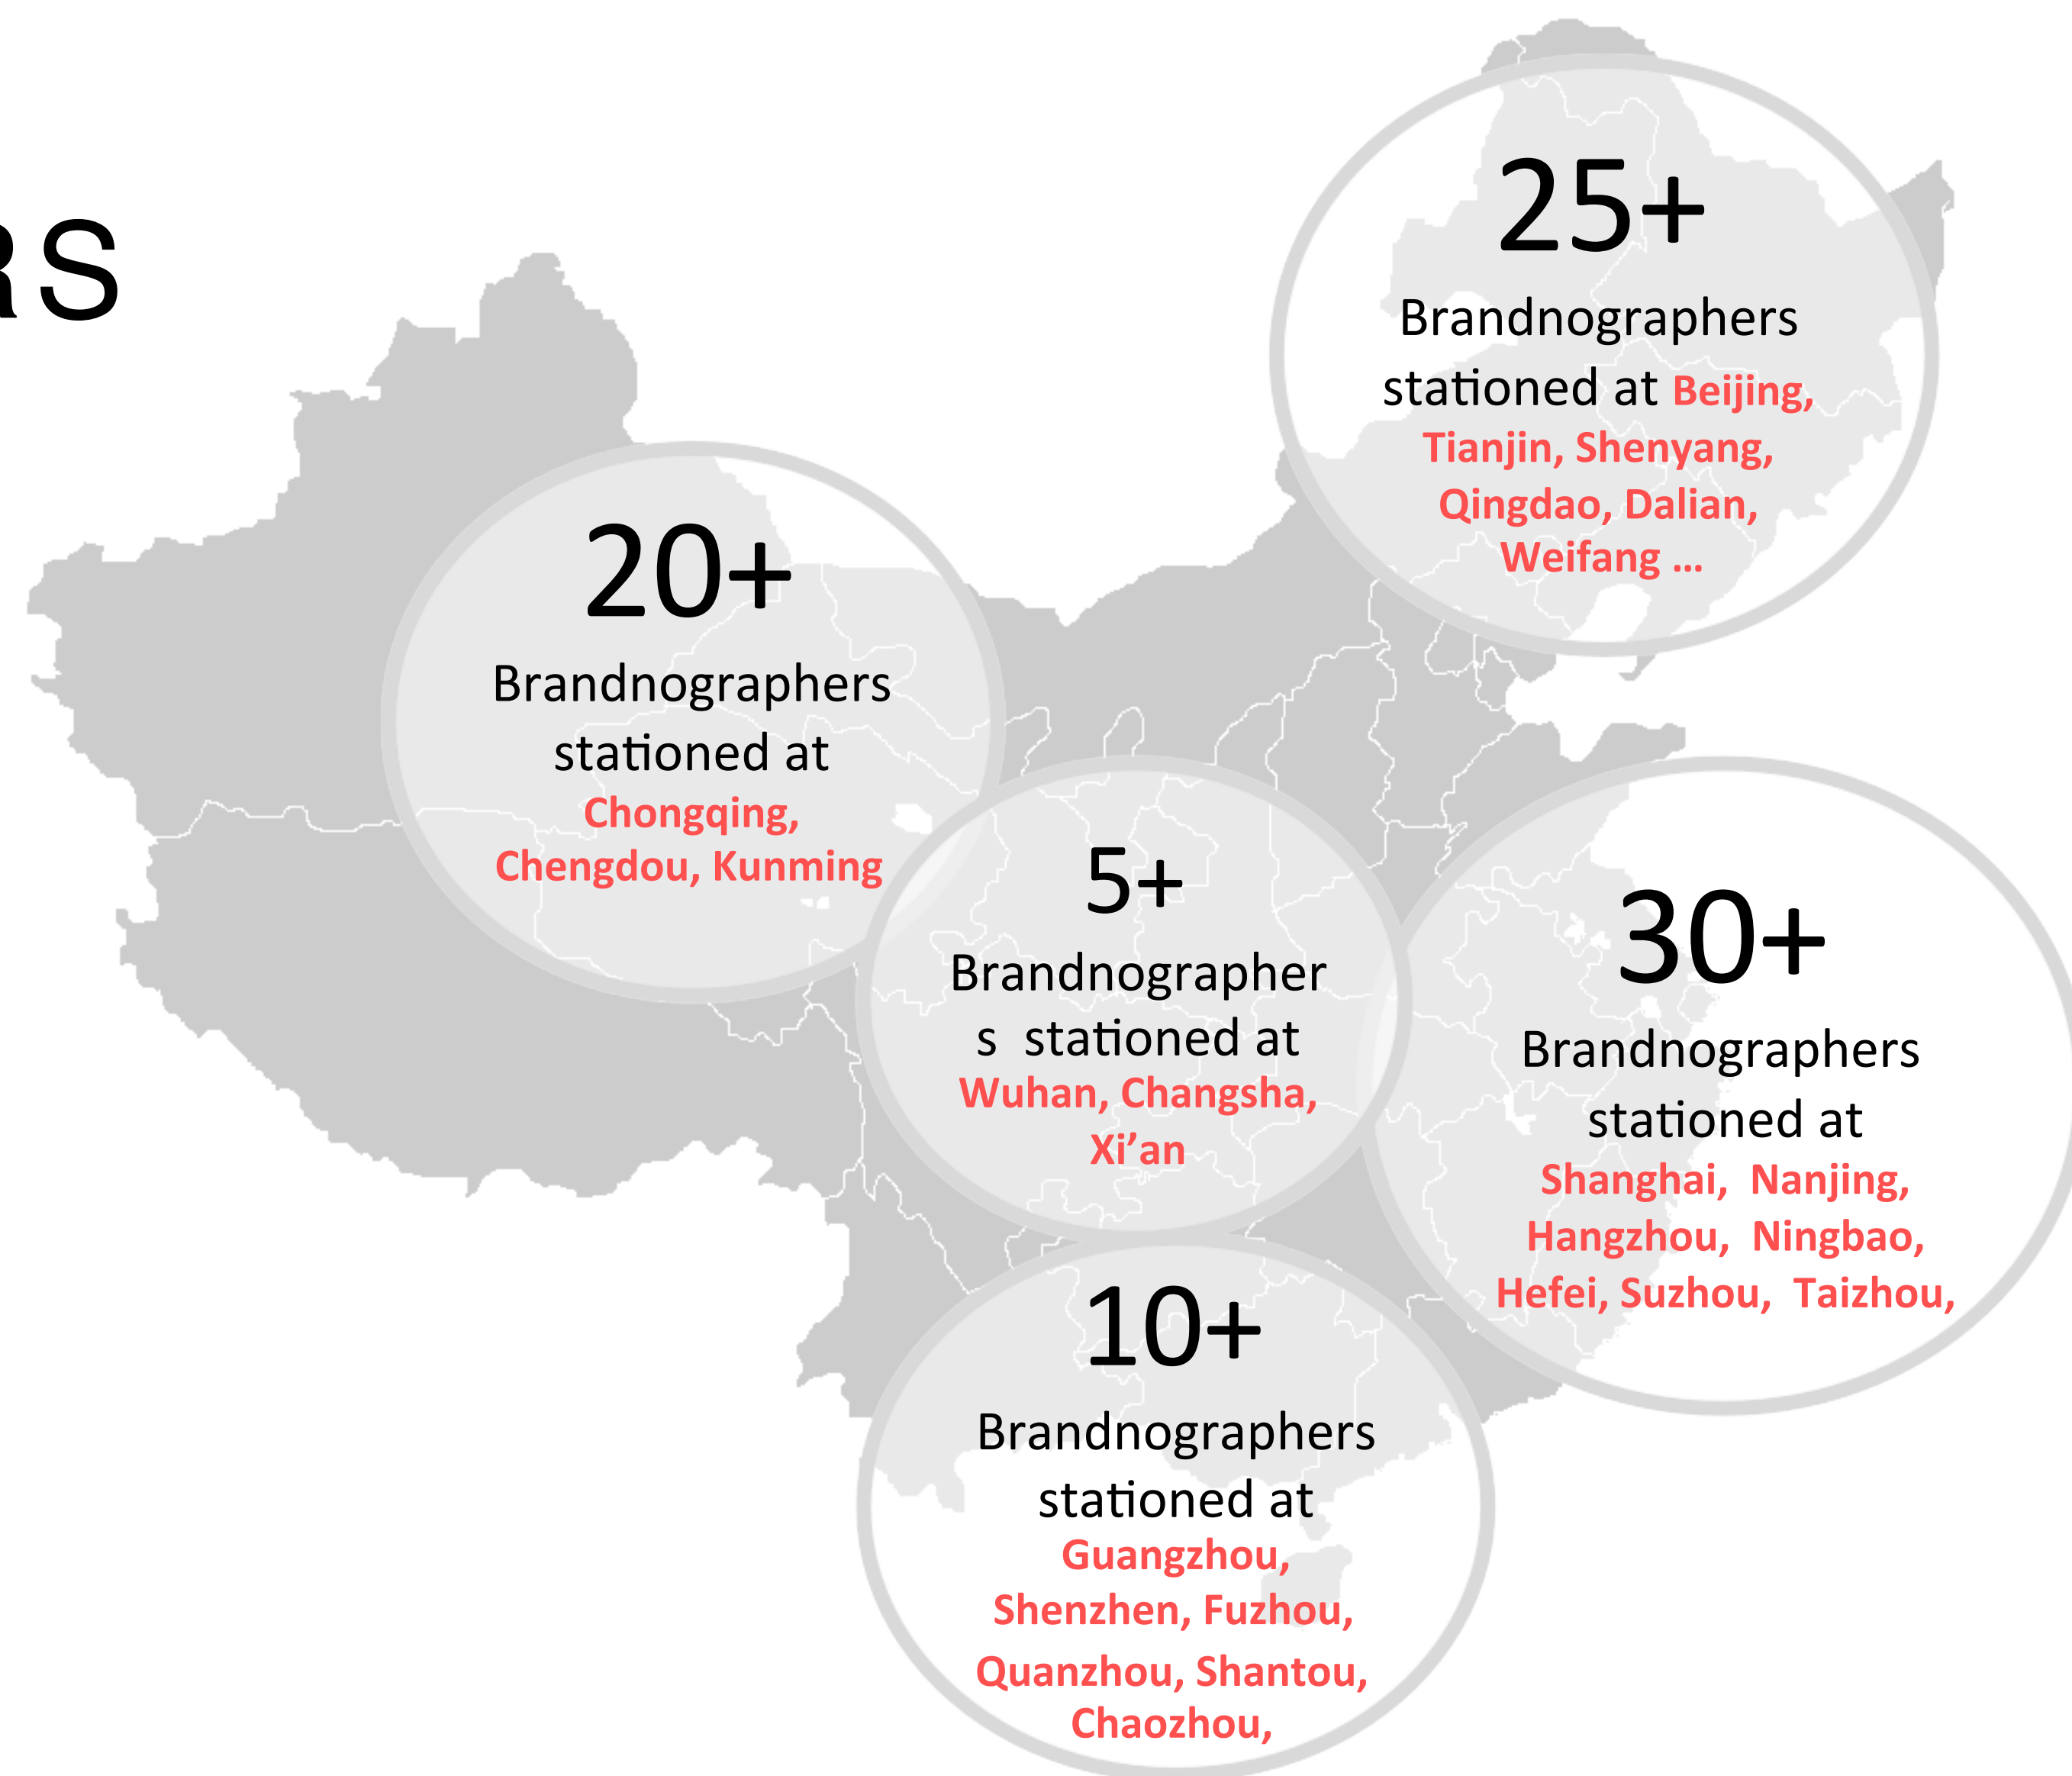 RS
25+
Brandnographers
stationed at Beijing,
Tianjin, Shenyang,
Qingdao, Dalian,
Weifang ...
20+
Brandnographers
stationed at
Chongqing,
Chengdou, Kunming
5+
Brandnographer
s stationed at
Wuhan, Changsha,
Xi’an
30+
Brandnographers
stationed at
Shanghai, Nanjing,
Hangzhou, Ningbao,
Hefei, Suzhou, Taizhou,
10+
Brandnographers
stationed at
Guangzhou,
Shenzhen, Fuzhou,
Quanzhou, Shantou,
Chaozhou,